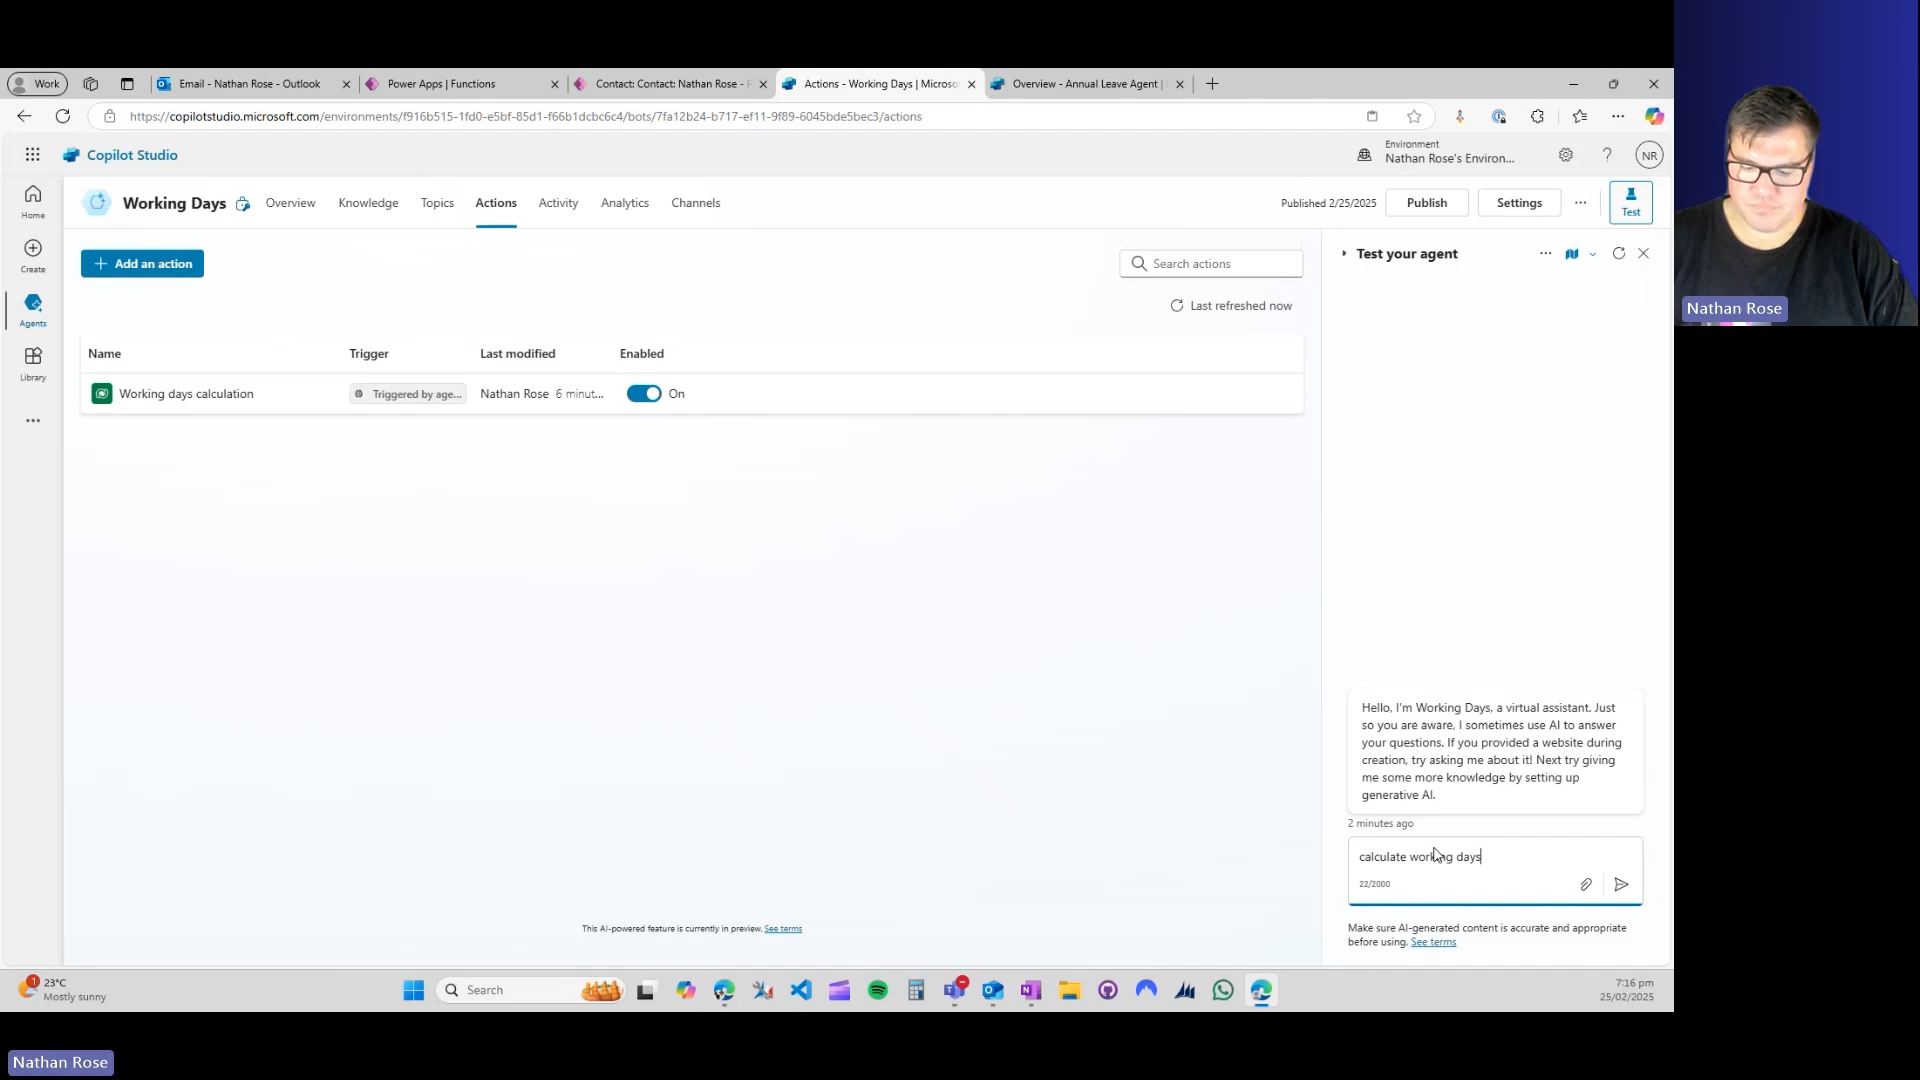 Work
Email - Nathan Rose - Outlook
Power Apps | Functions
Contact: Contact: Nathan Rose - P
Actions - Working Days | Microso
Overview - Annual Leave Agent |
https://copilotstudio.microsoft.com/environments/f916b515-1fd0-e5bf-85d1-f66b1dcbc6c4/bots/7fa12b24-b717-ef11-9f89-6045bde5bec3/actions
Copilot Studio
Environment
Nathan Rose's Environ...
NR
Working Days
Overview
Knowledge
Topics
Actions
Activity
Analytics
Channels
Published 2/25/2025
Publish
Settings
Test
Home
Create
Agents
Library
Add an action
Search actions
Last refreshed now
Name
Trigger
Last modified
Enabled
Working days calculation
Triggered by age...
Nathan Rose 6 minut...
On
This AI-powered feature is currently in preview. See terms
Test your agent
Hello, I'm Working Days, a virtual assistant. Just
so you are aware, I sometimes use AI to answer
your questions. If you provided a website during
creation, try asking me about it! Next try giving
me some more knowledge by setting up
generative AI.
2 minutes ago
calculate working days
22/2000
Make sure AI-generated content is accurate and appropriate
before using. See terms
1
23°C
Mostly sunny
Search
7:16 pm
25/02/2025
Nathan Rose
Nathan Rose